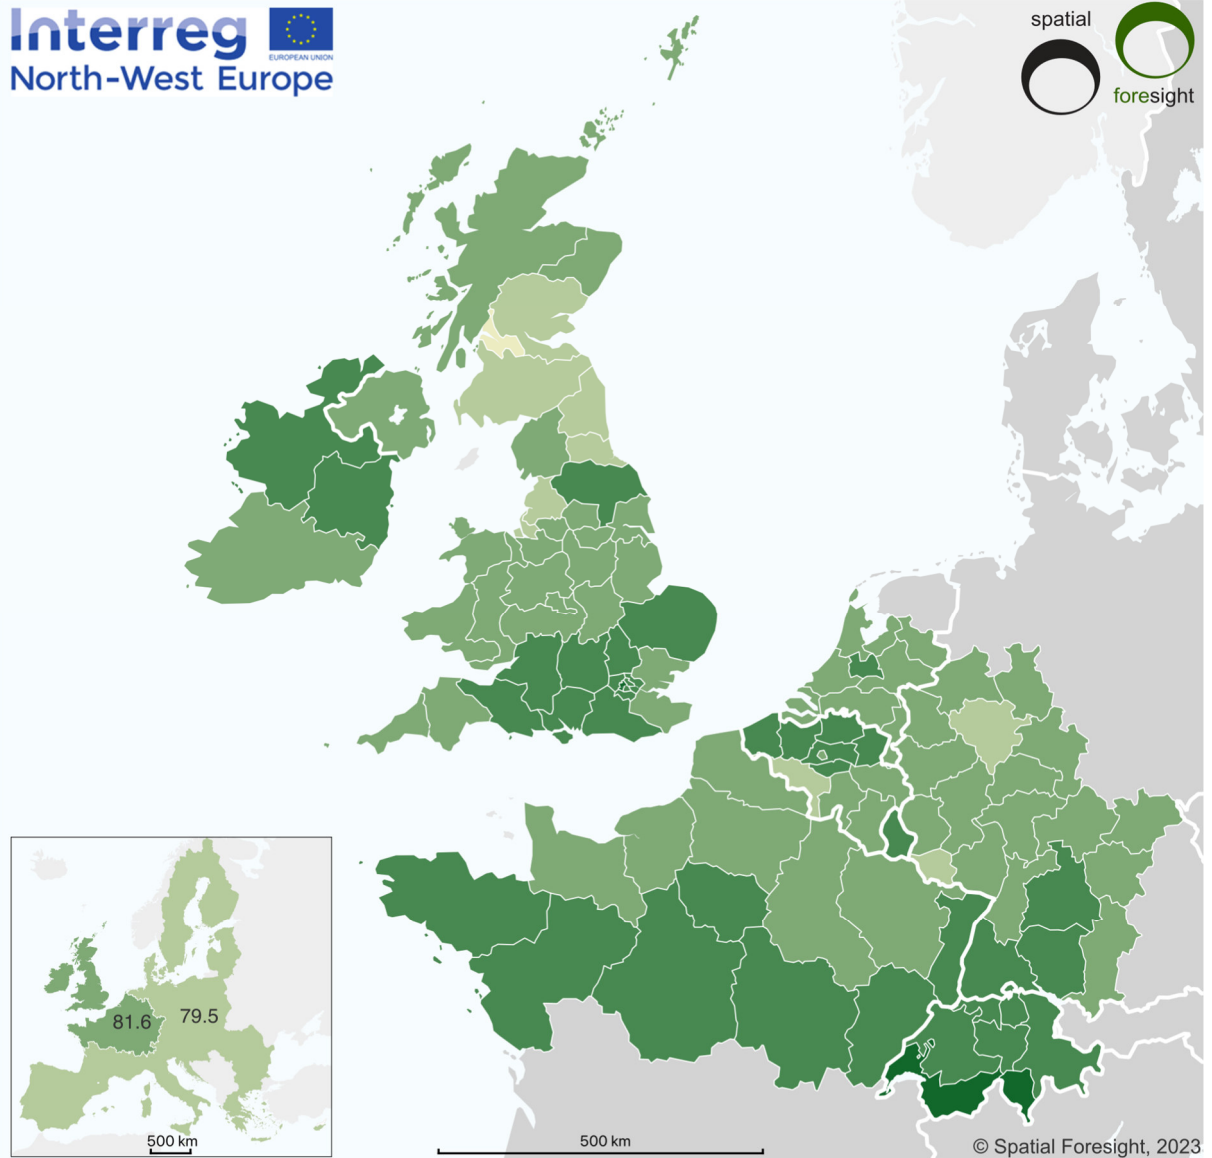 Interreg
EUROPEAN UNION
North-West Europe
spatial
foresight
81.6
79.5
500 km
500 km
© Spatial Foresight, 2023